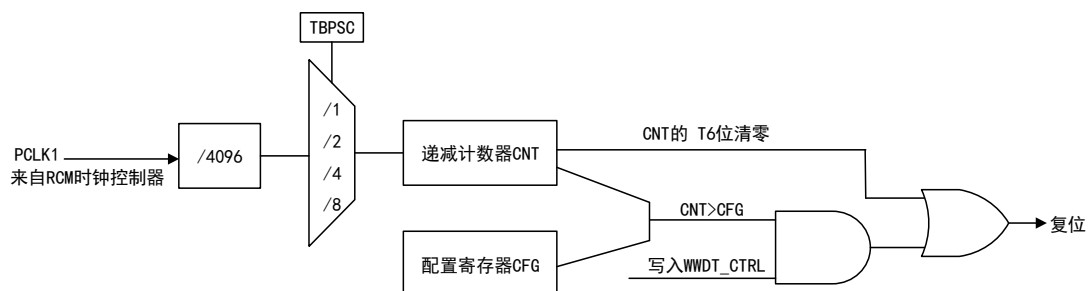 TBPSC
/1
/2
/4
/8
PCLK1
来自RCM时钟控制器
/4096
递减计数器CNT
CNT的 T6位清零
CNT>CFG
配置寄存器CFG
写入WWDT_CTRL
复位